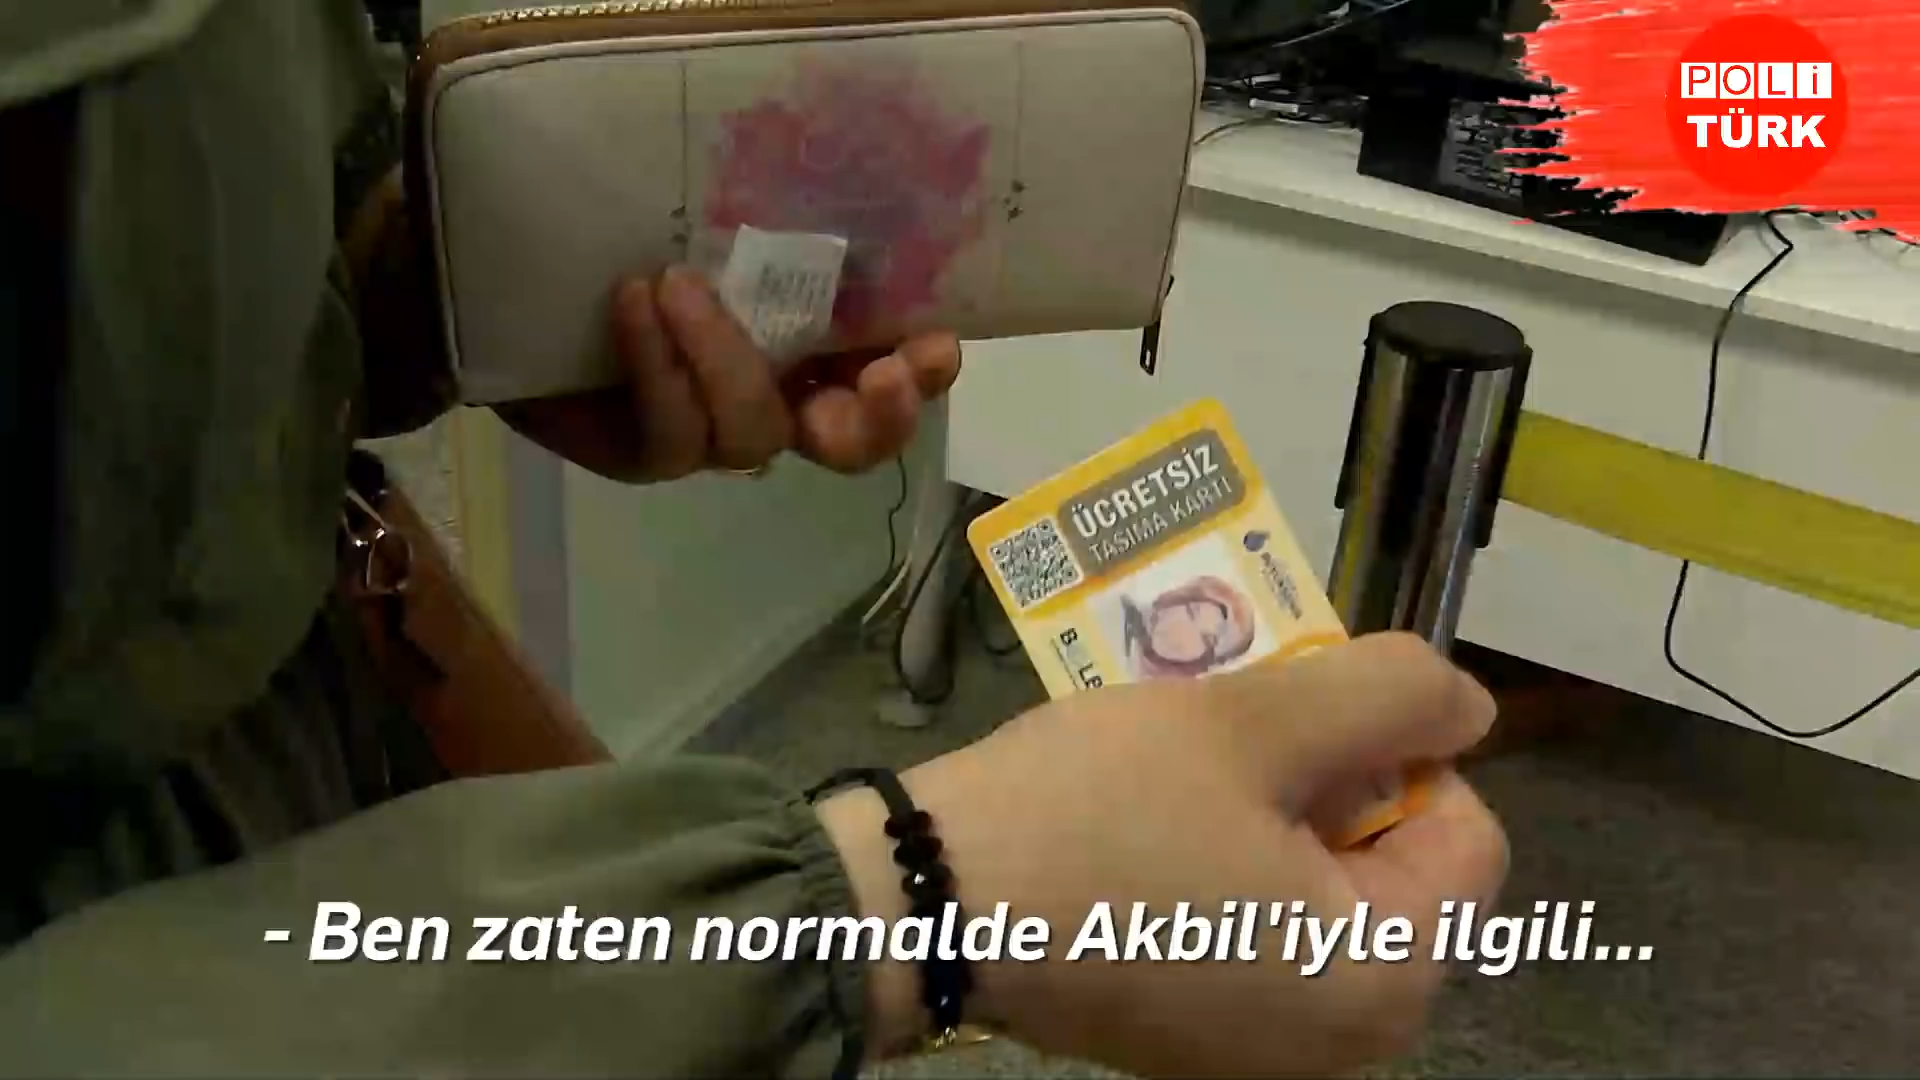 POLİ
TÜRK
ÜCRETSİZ
TAŞIMA KARTI
- Ben zaten normalde Akbil'iyle ilgili...